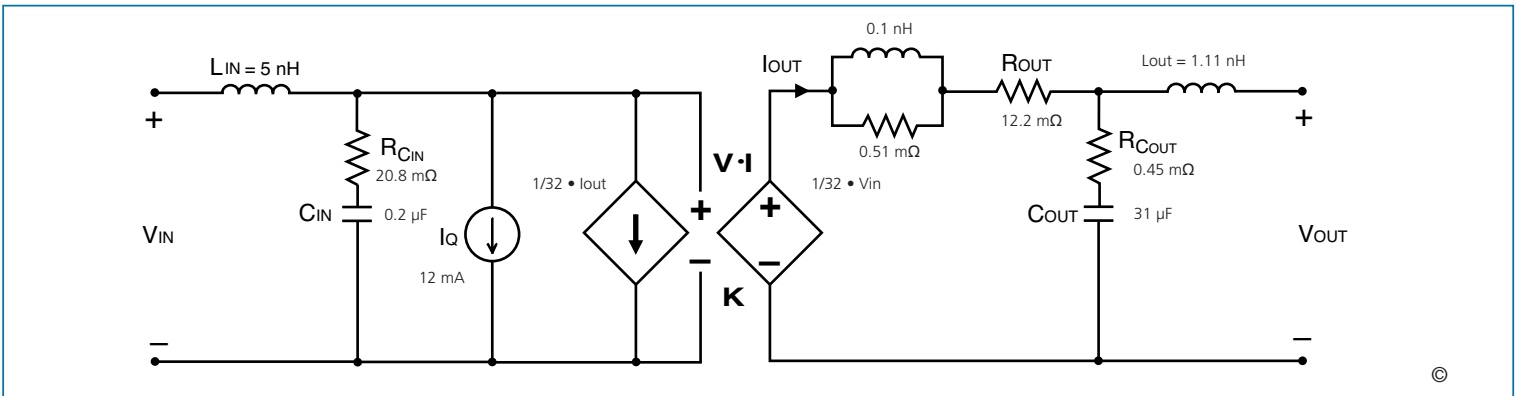 0.1 nH
LIN = 5 nH
IOUT
ROUT
Lout = 1.11 nH
+
+
12.2 mΩ
RCIN
20.8 mΩ
0.51 mΩ
RCOUT
0.45 mΩ
V•I
1/32 • Iout
1/32 • Vin
+
+
CIN
0.2 µF
COUT
31 µF
VIN
IQ
VOUT
12 mA
–
–
K
–
–
©